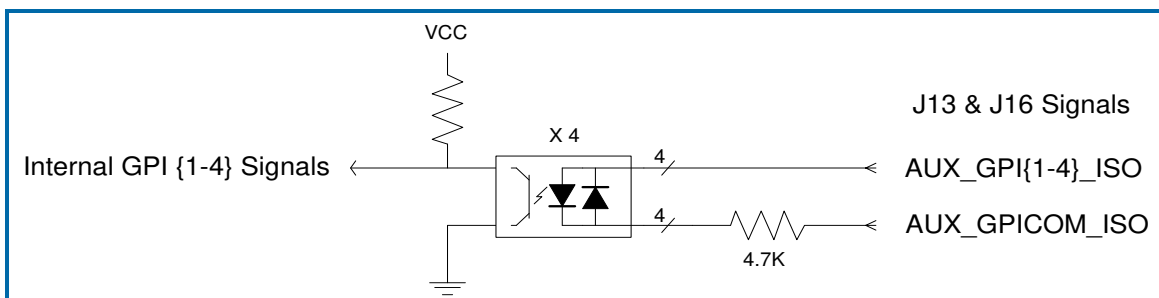 VCC
J13 & J16 Signals
X 4
Internal GPI {1-4} Signals
4
AUX_GPI{1-4}_ISO
4
AUX_GPICOM_ISO
4.7K